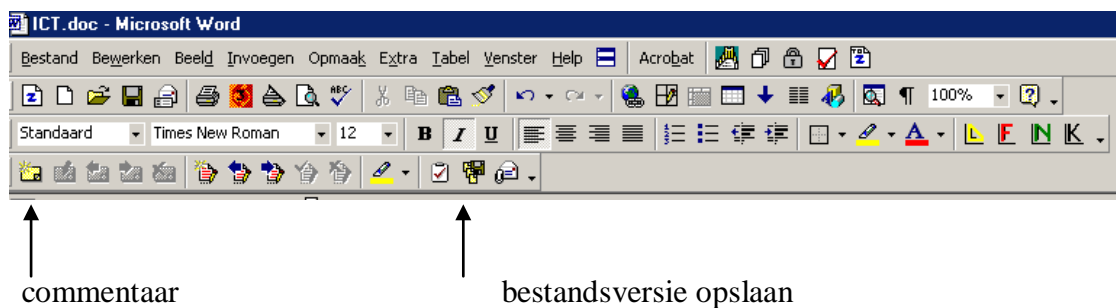 ICT.doc - Microsoft Word
Bestand Bewerken Beeld Invoegen Opmaak Extra Tabel Venster Help Acrobat
ABC 100%
Standaard Times New Roman 12 B I U A L F N K
commentaar bestandsversie opslaan